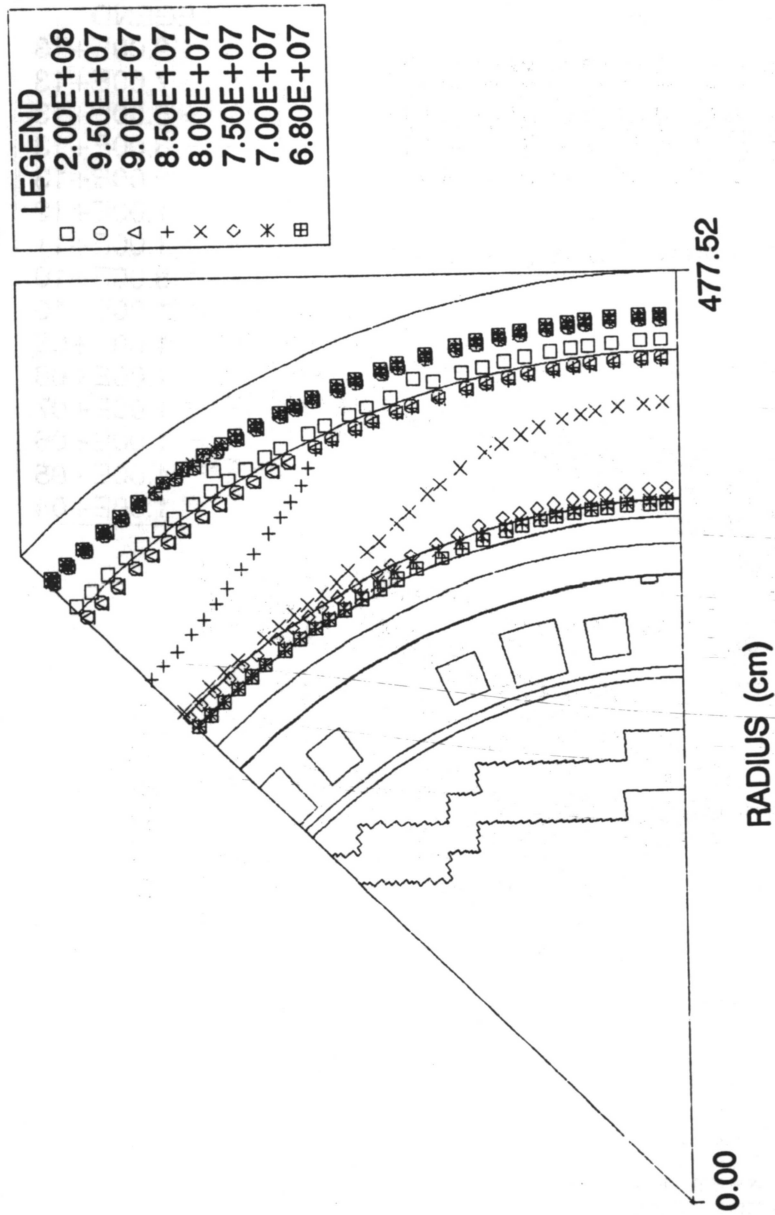 LEGEND
□ 2.00E+08
○ 9.50E+07
△ 9.00E+07
+ 8.50E+07
× 8.00E+07
◇ 7.50E+07
✳ 7.00E+07
⊞ 6.80E+07
477.52
0.00
RADIUS (cm)